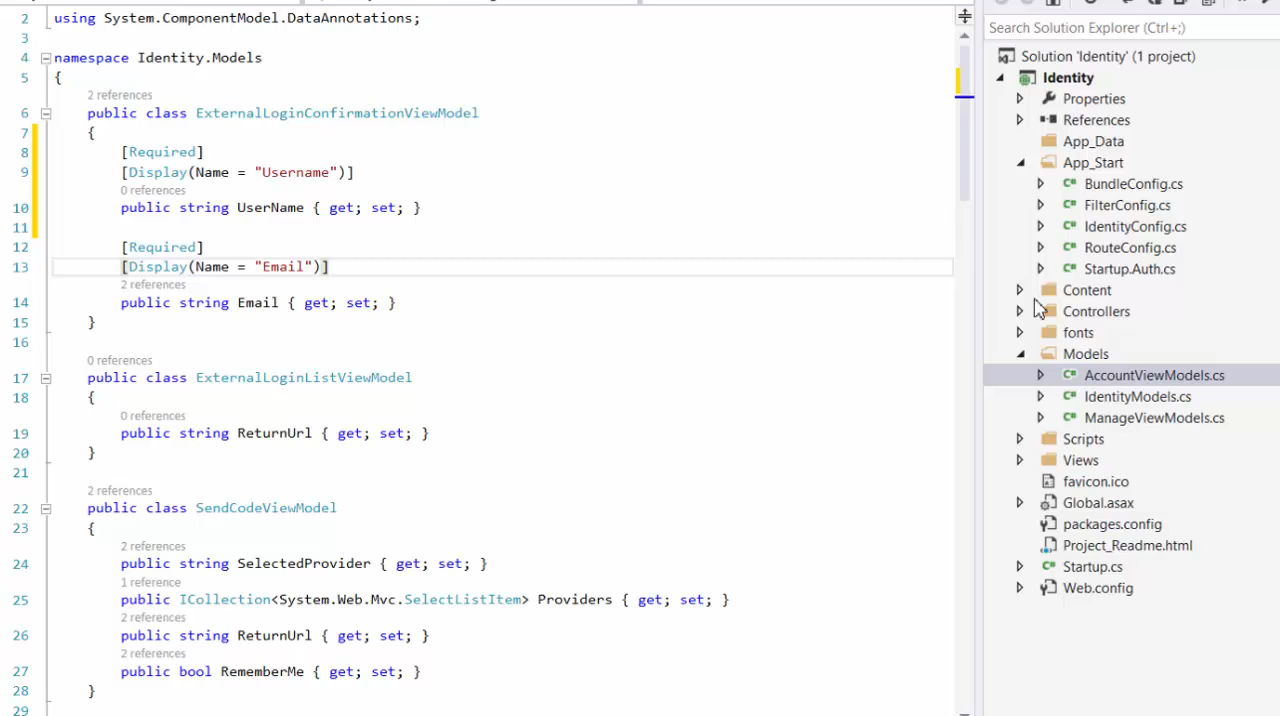 2 using System.ComponentModel.DataAnnotations;
3
4 namespace Identity.Models
5 {
2 references
6 public class ExternalLoginConfirmationViewModel
7 {
8 [Required]
9 [Display(Name = "Username")]
0 references
10 public string UserName { get; set; }
11
12 [Required]
13 [Display(Name = "Email")]
2 references
14 public string Email { get; set; }
15 }
16
0 references
17 public class ExternalLoginListViewModel
18 {
0 references
19 public string ReturnUrl { get; set; }
20 }
21
2 references
22 public class SendCodeViewModel
23 {
2 references
24 public string SelectedProvider { get; set; }
1 reference
25 public ICollection<System.Web.Mvc.SelectListItem> Providers { get; set; }
2 references
26 public string ReturnUrl { get; set; }
2 references
27 public bool RememberMe { get; set; }
28 }
29
Search Solution Explorer (Ctrl+;)
Solution 'Identity' (1 project)
Identity
Properties
References
App_Data
App_Start
BundleConfig.cs
FilterConfig.cs
IdentityConfig.cs
RouteConfig.cs
Startup.Auth.cs
Content
Controllers
fonts
Models
AccountViewModels.cs
IdentityModels.cs
ManageViewModels.cs
Scripts
Views
favicon.ico
Global.asax
packages.config
Project_Readme.html
Startup.cs
Web.config